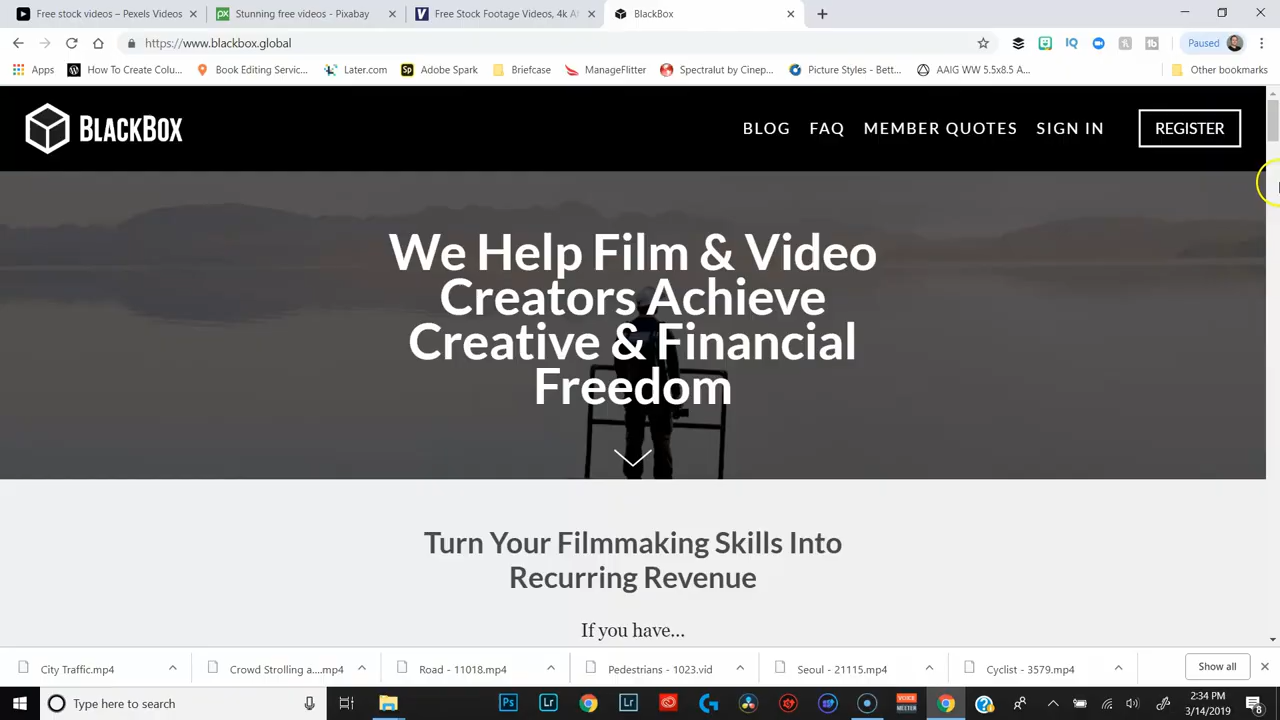 Free stock videos – Pexels Videos
Stunning free videos - Pixabay
Free Stock Footage Videos, 4k Af
BlackBox
https://www.blackbox.global
Paused
Apps
How To Create Colu...
Book Editing Servic...
Later.com
Adobe Spark
Briefcase
ManageFlitter
Spectralut by Cinep...
Picture Styles - Bett...
AAIG WW 5.5x8.5 A...
Other bookmarks
BLACKBOX
BLOG
FAQ
MEMBER QUOTES
SIGN IN
REGISTER
We Help Film & Video
Creators Achieve
Creative & Financial
Freedom
Turn Your Filmmaking Skills Into
Recurring Revenue
If you have...
City Traffic.mp4
Crowd Strolling a....mp4
Road - 11018.mp4
Pedestrians - 1023.vid
Seoul - 21115.mp4
Cyclist - 3579.mp4
Show all
Type here to search
2:34 PM
3/14/2019